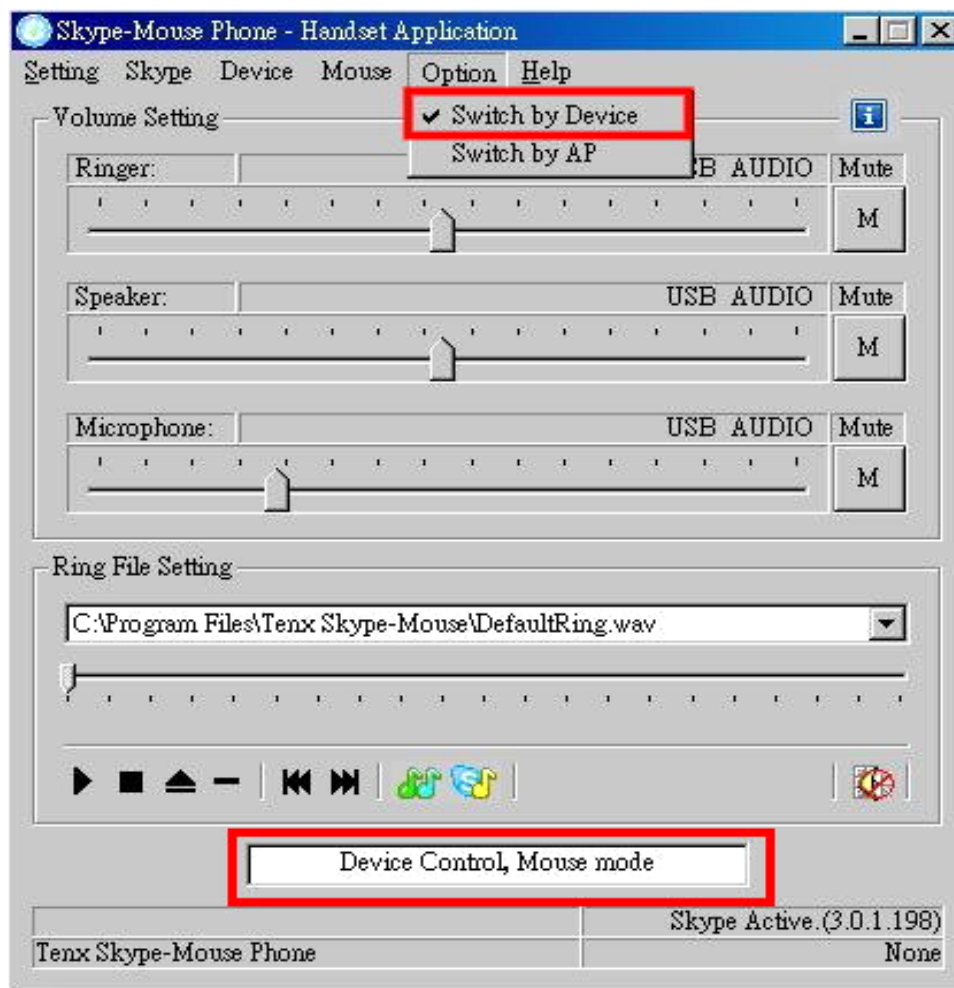 Skype-Mouse Phone - Handset Application
Setting Skype Device Mouse Option Help
Volume Setting
✓ Switch by Device
Switch by AP
Ringer: AUDIO Mute
M
Speaker: USB AUDIO Mute
M
Microphone: USB AUDIO Mute
M
Ring File Setting
C:\Program Files\Tenx Skype-Mouse\DefaultRing.wav
Device Control, Mouse mode
Skype Active.(3.0.1.198)
Tenx Skype-Mouse Phone None